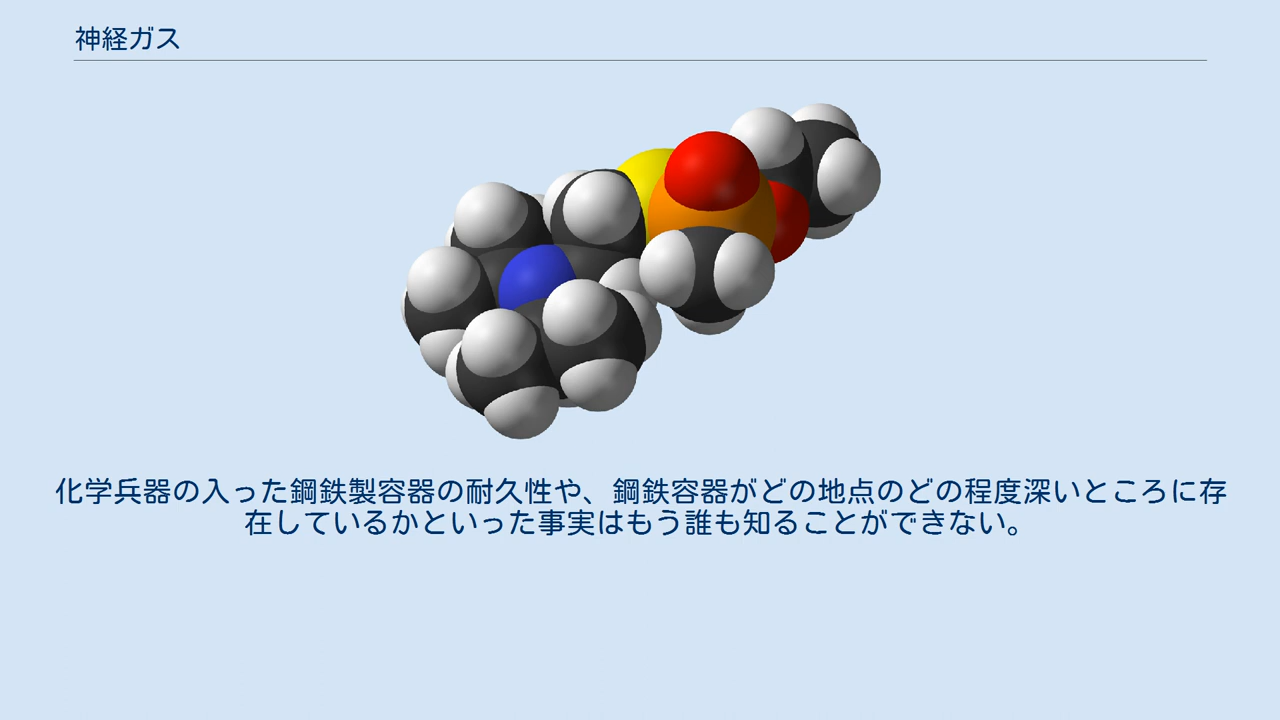 神経ガス
化学兵器の入った鋼鉄製容器の耐久性や、鋼鉄容器がどの地点のどの程度深いところに存
在しているかといった事実はもう誰も知ることができない。